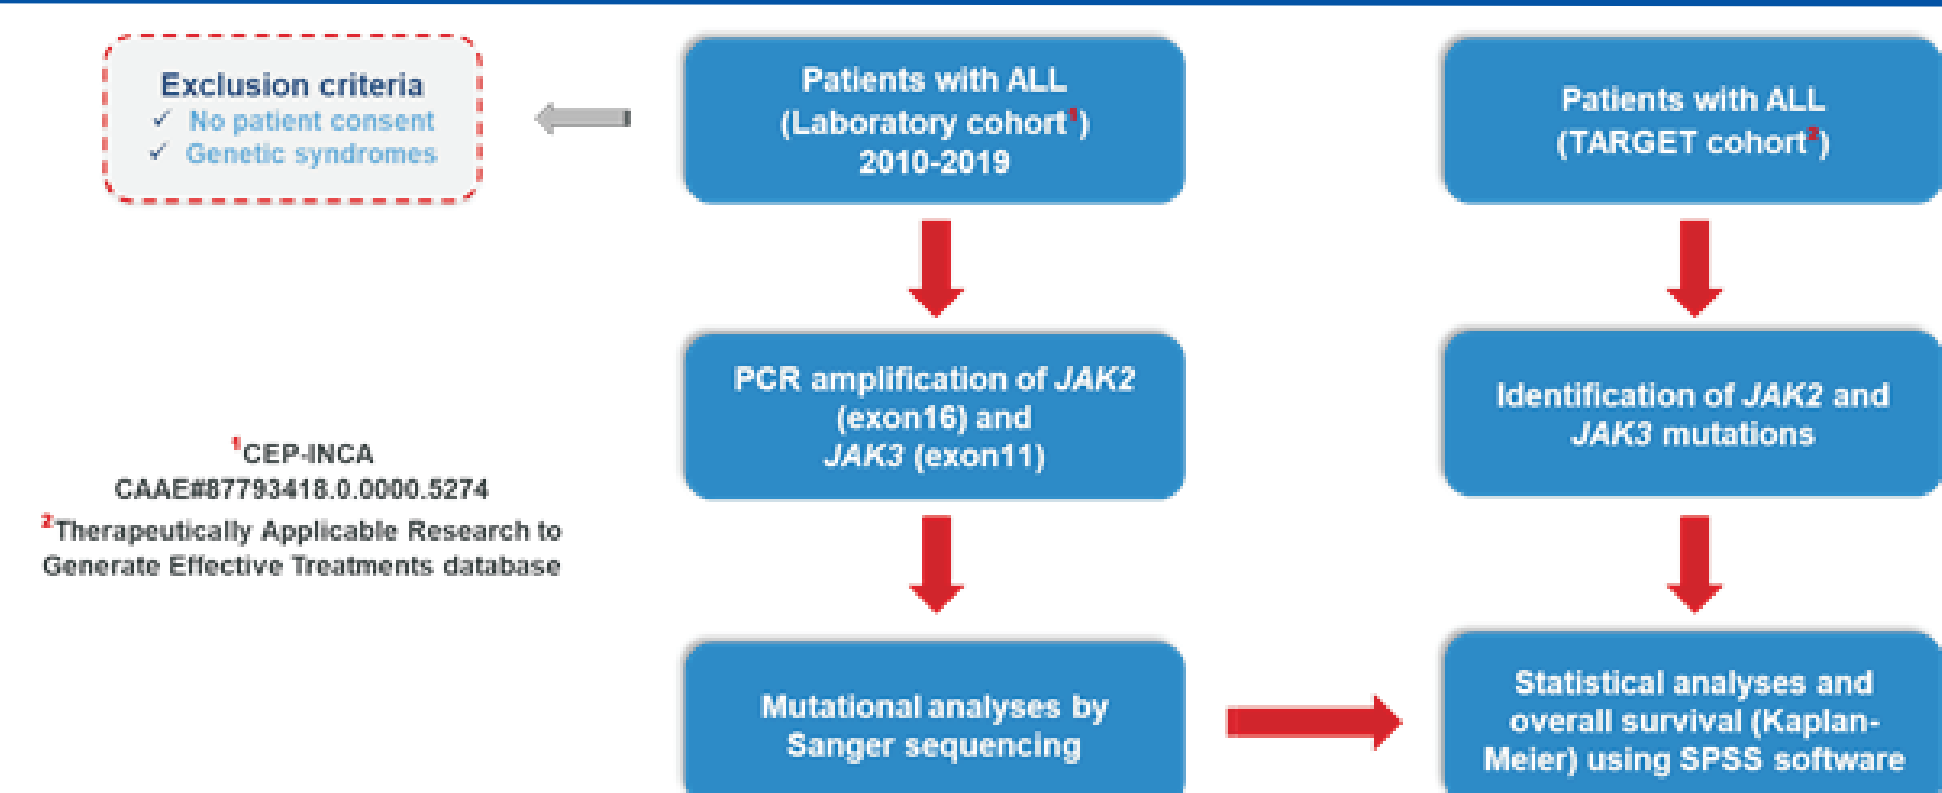 Exclusion criteria
✓ No patient consent
✓ Genetic syndromes
Patients with ALL
(Laboratory cohort¹)
2010-2019
Patients with ALL
(TARGET cohort²)
PCR amplification of JAK2
(exon16) and
JAK3 (exon11)
Identification of JAK2 and
JAK3 mutations
¹CEP-INCA
CAAE#87793418.0.0000.5274
²Therapeutically Applicable Research to
Generate Effective Treatments database
Mutational analyses by
Sanger sequencing
Statistical analyses and
overall survival (Kaplan-
Meier) using SPSS software